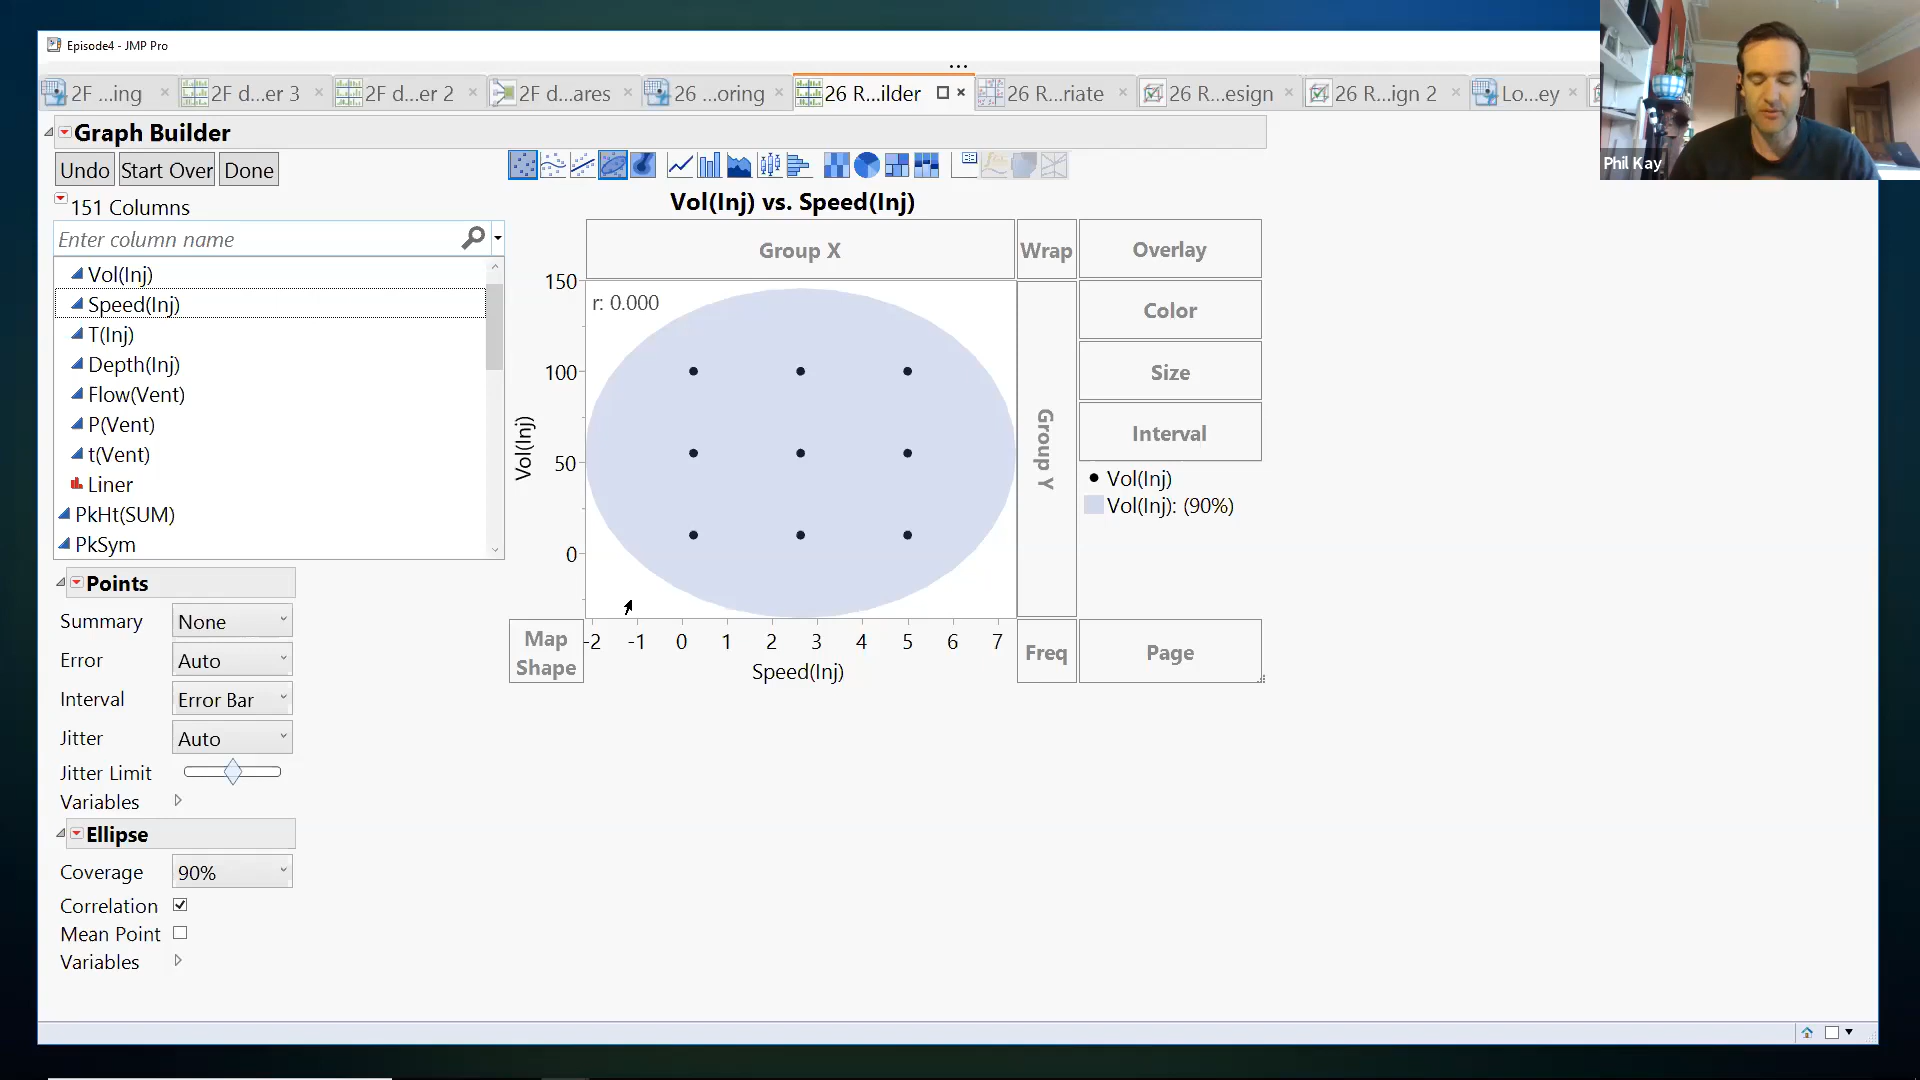 Episode4 - JMP Pro
2F ...ing
2F d...er 3
2F d...er 2
2F d...ares
26 ...oring
26 R...ilder
26 R...riate
26 R...esign
26 R...ign 2
Lo...ey
Phil Kay
Graph Builder
Undo
Start Over
Done
151 Columns
Enter column name
Vol(Inj)
Speed(Inj)
T(Inj)
Depth(Inj)
Flow(Vent)
P(Vent)
t(Vent)
Liner
PkHt(SUM)
PkSym
Points
Summary None
Error Auto
Interval Error Bar
Jitter Auto
Jitter Limit
Variables
Ellipse
Coverage 90%
Correlation
Mean Point
Variables
Vol(Inj) vs. Speed(Inj)
Group X
Wrap
Overlay
Color
Size
Interval
Vol(Inj)
Vol(Inj): (90%)
r: 0.000
150
100
50
0
Vol(Inj)
Group Y
Map
Shape
-2 -1 0 1 2 3 4 5 6 7
Speed(Inj)
Freq
Page